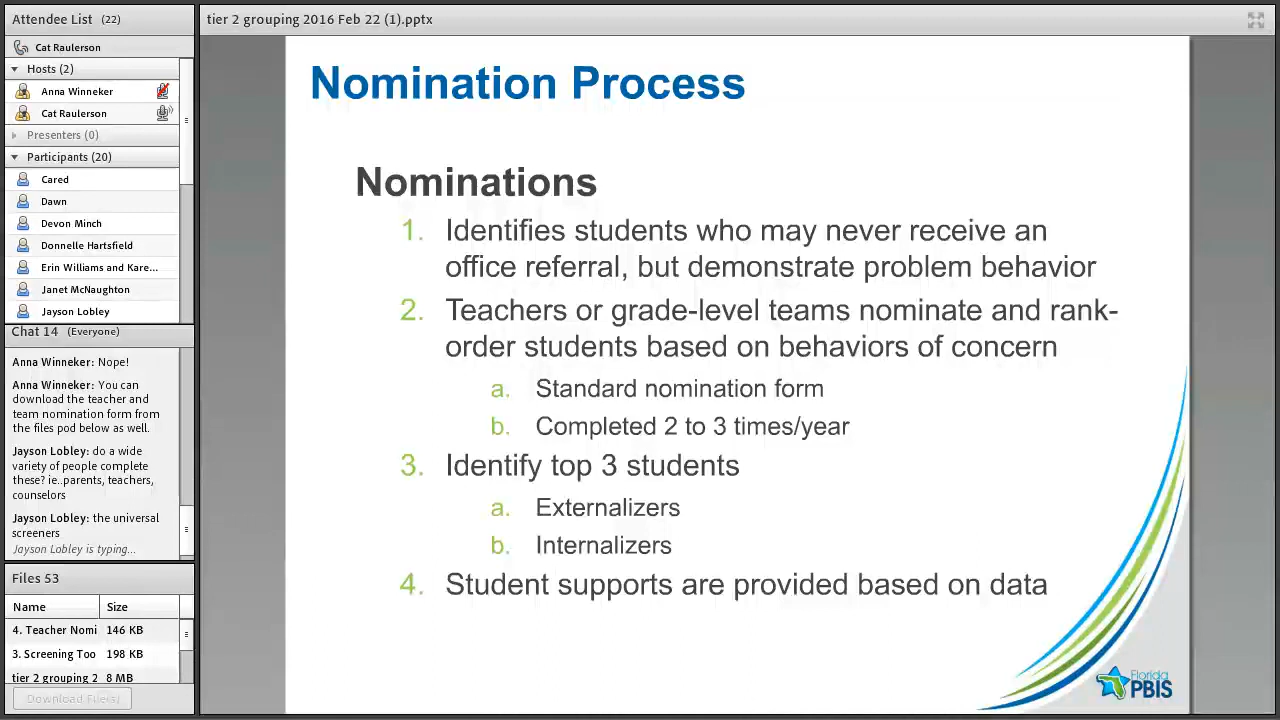 Attendee List (22)
Cat Raulerson
Hosts (2)
Anna Winneker
Cat Raulerson
Presenters (0)
Participants (20)
Cared
Dawn
Devon Minch
Donnelle Hartsfield
Erin Williams and Kare...
Janet McNaughton
Jayson Lobley
Chat 14 (Everyone)
Anna Winneker: Nope!
Anna Winneker: You can
download the teacher and
team nomination form from
the files pod below as well.
Jayson Lobley: do a wide
variety of people complete
these? ie..parents, teachers,
counselors
Jayson Lobley: the universal
screeners
Jayson Lobley is typing...
Files 53
Name Size
4. Teacher Nomi 146 KB
3. Screening Too 198 KB
tier 2 grouping 2 8 MB
Download File(s)
tier 2 grouping 2016 Feb 22 (1).pptx
Nomination Process
Nominations
1. Identifies students who may never receive an
office referral, but demonstrate problem behavior
2. Teachers or grade-level teams nominate and rank-
order students based on behaviors of concern
a. Standard nomination form
b. Completed 2 to 3 times/year
3. Identify top 3 students
a. Externalizers
b. Internalizers
4. Student supports are provided based on data
Florida
PBIS